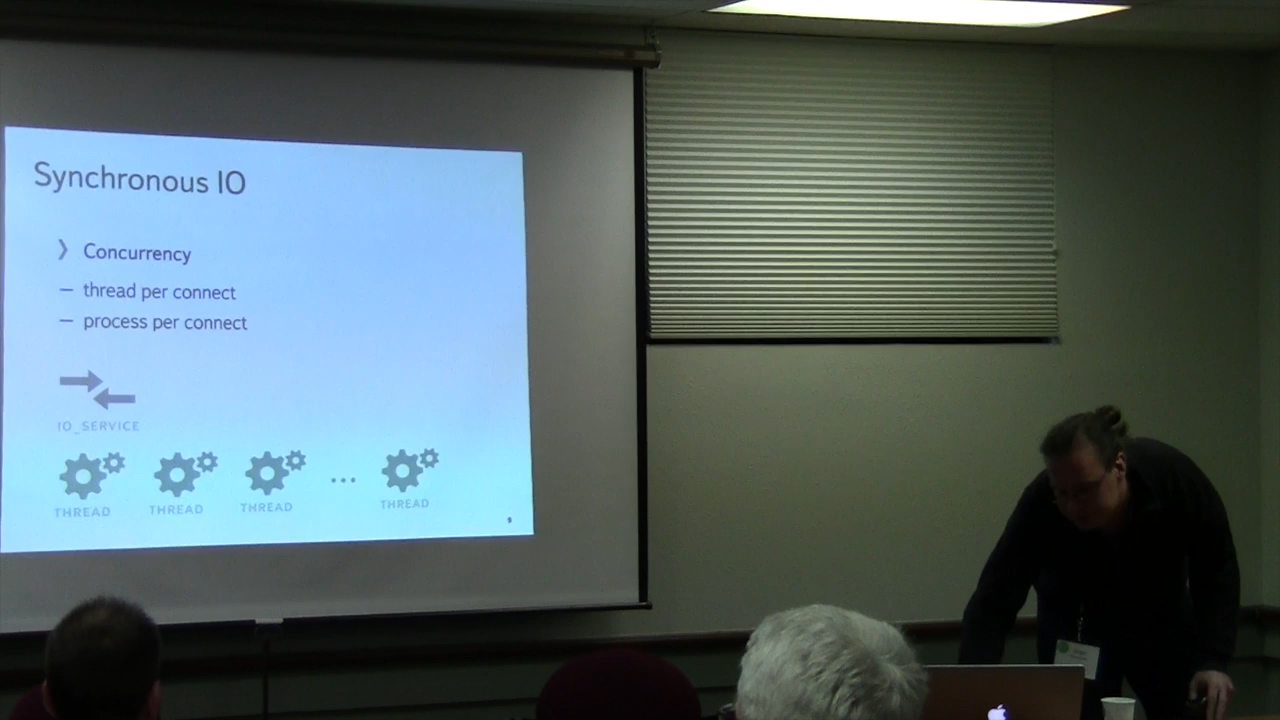 Synchronous IO
› Concurrency
– thread per connect
– process per connect
IO_SERVICE
THREAD THREAD THREAD ... THREAD
9